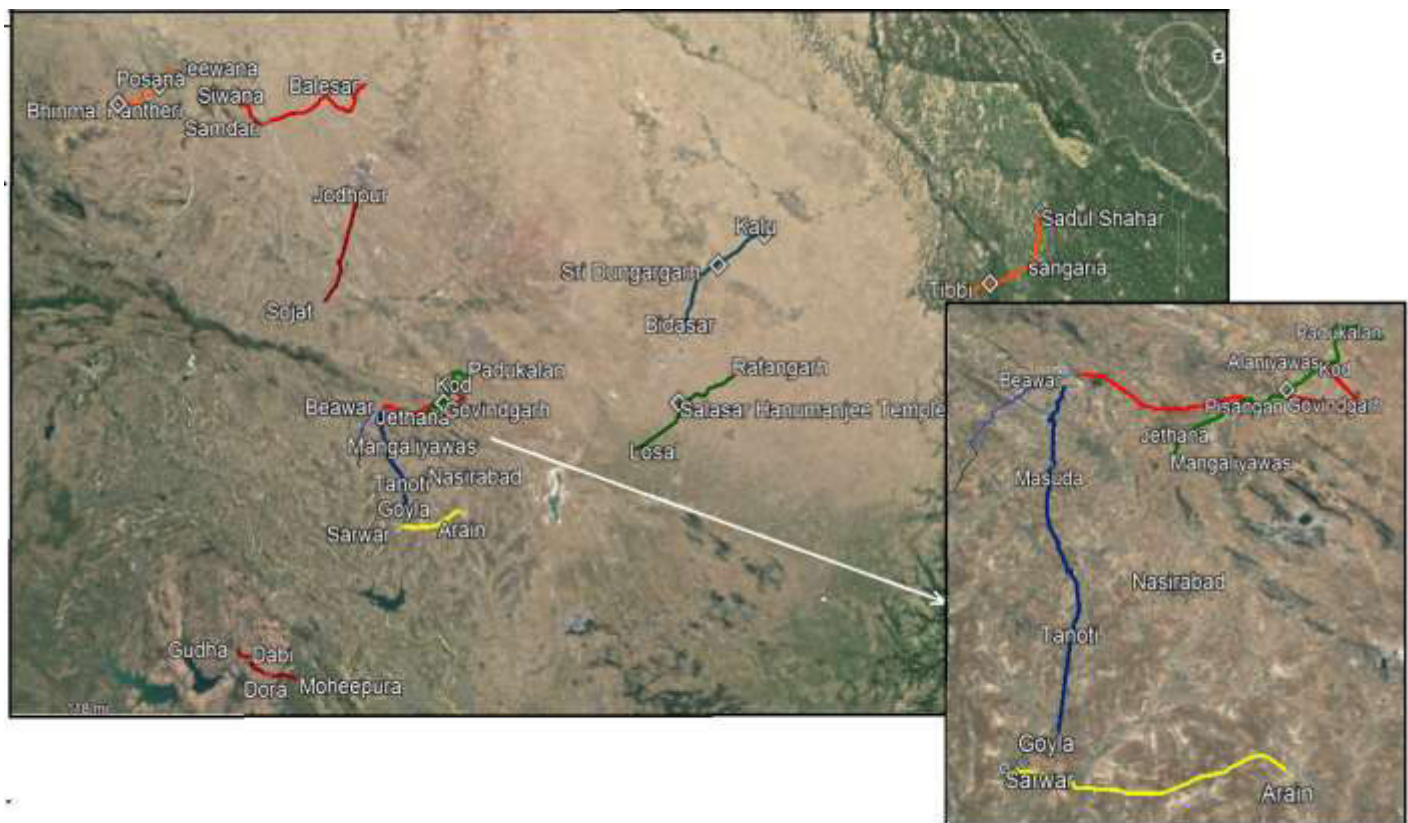 Jeewana
Posana
Balesar
Siwana
Bhinmal
Samdari
Jodhpur
Sadul Shahar
Kalu
Sri Dungargarh
sangaria
Tibbi
Sojat
Bidasar
Padukalan
Ratangarh
Kod
Beawar
Govindgarh
Salasar Hanumanjee Temple
Jethana
Mangaliyawas
Losal
Nasirabad
Tanoti
Goyla
Sarwar
Arain
Gudha
Dabi
Dora
Moheepura
118 mi
Padukalan
Alaniyawas
Kod
Beawar
Pisangan
Govindgarh
Jethana
Mangaliyawas
Masuda
Nasirabad
Tanoti
Goyla
Sarwar
Arain